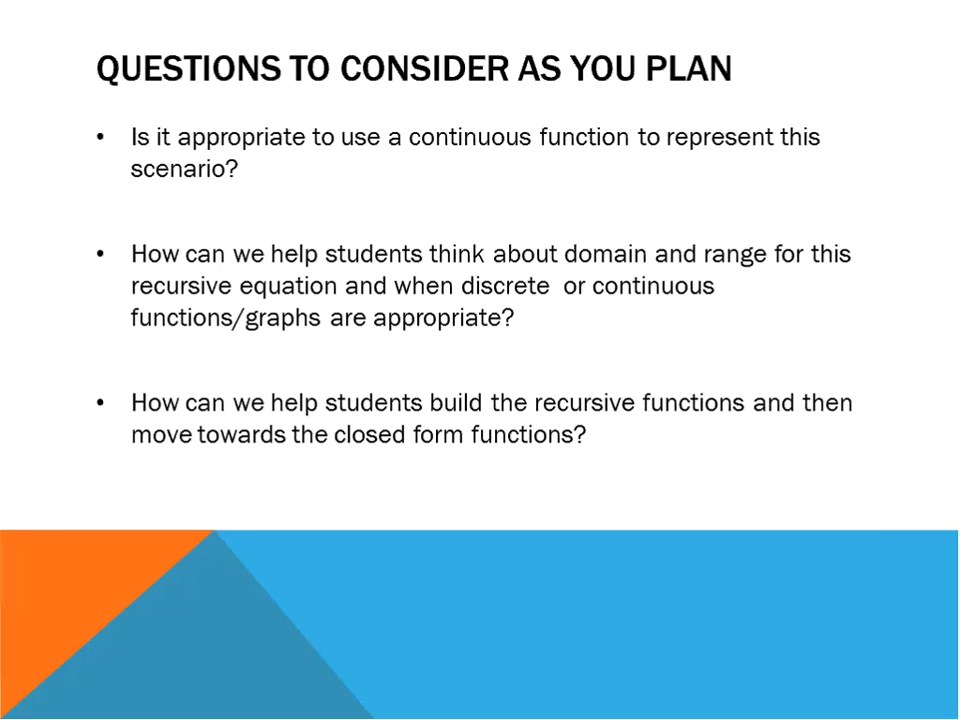 QUESTIONS TO CONSIDER AS YOU PLAN
• Is it appropriate to use a continuous function to represent this
scenario?
• How can we help students think about domain and range for this
recursive equation and when discrete or continuous
functions/graphs are appropriate?
• How can we help students build the recursive functions and then
move towards the closed form functions?